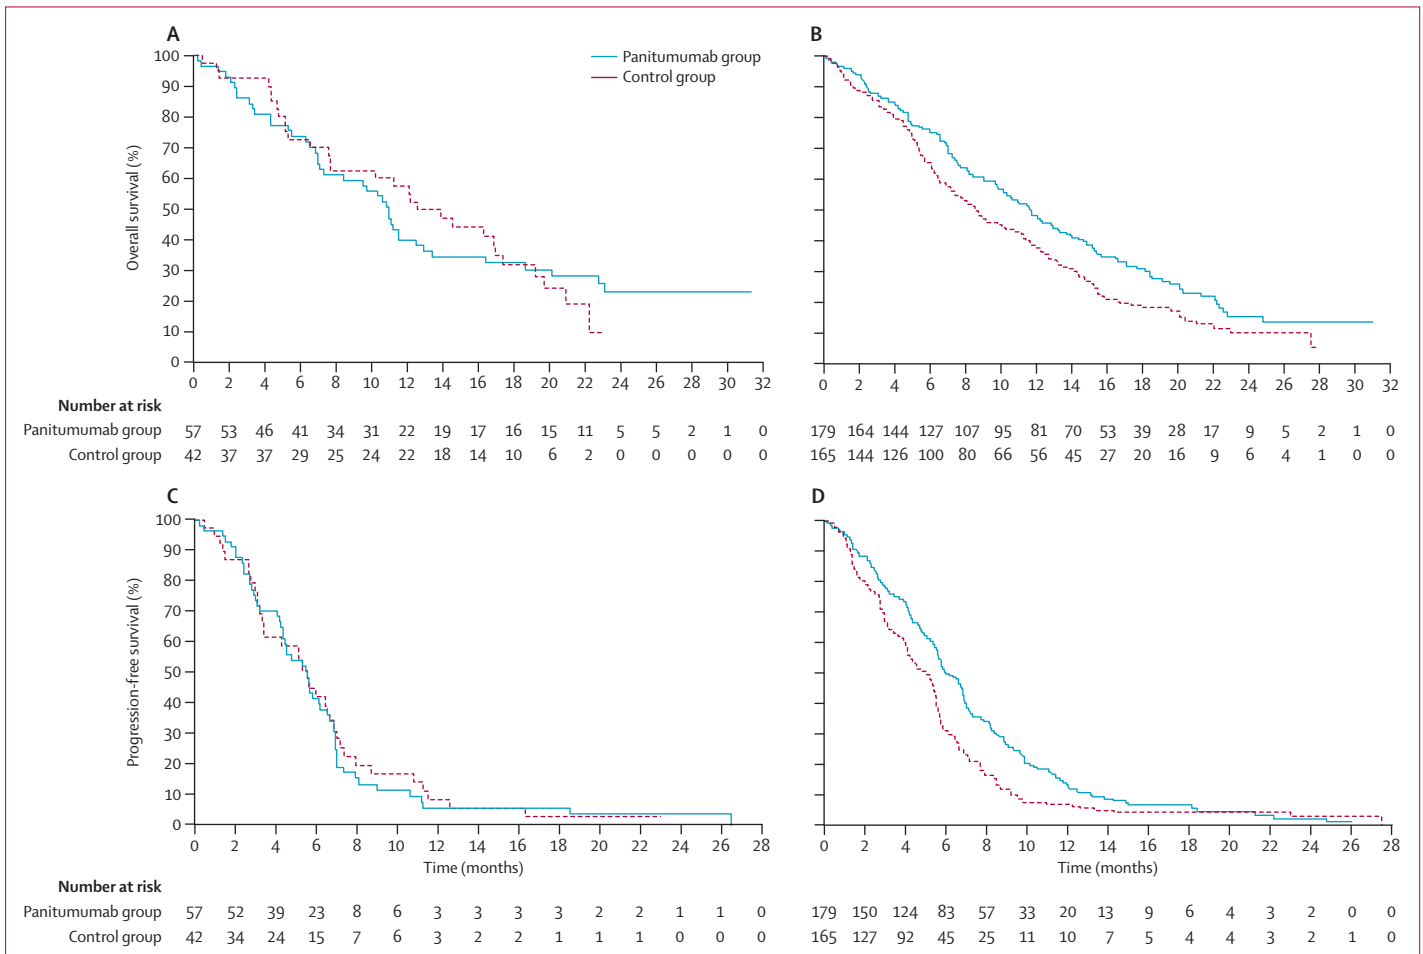 A
B
Panitumumab group
Control group
Overall survival (%)
100
90
80
70
60
50
40
30
20
10
0
0 2 4 6 8 10 12 14 16 18 20 22 24 26 28 30 32
0 2 4 6 8 10 12 14 16 18 20 22 24 26 28 30 32
Number at risk
Panitumumab group 57 53 46 41 34 31 22 19 17 16 15 11 5 5 2 1 0 179 164 144 127 107 95 81 70 53 39 28 17 9 5 2 1 0
Control group 42 37 37 29 25 24 22 18 14 10 6 2 0 0 0 0 0 165 144 126 100 80 66 56 45 27 20 16 9 6 4 1 0 0
C
D
Progression-free survival (%)
100
90
80
70
60
50
40
30
20
10
0
0 2 4 6 8 10 12 14 16 18 20 22 24 26 28
0 2 4 6 8 10 12 14 16 18 20 22 24 26 28
Time (months)
Time (months)
Number at risk
Panitumumab group 57 52 39 23 8 6 3 3 3 3 2 2 1 1 0 179 150 124 83 57 33 20 13 9 6 4 3 2 0 0
Control group 42 34 24 15 7 6 3 2 2 1 1 1 0 0 0 165 127 92 45 25 11 10 7 5 4 4 3 2 1 0